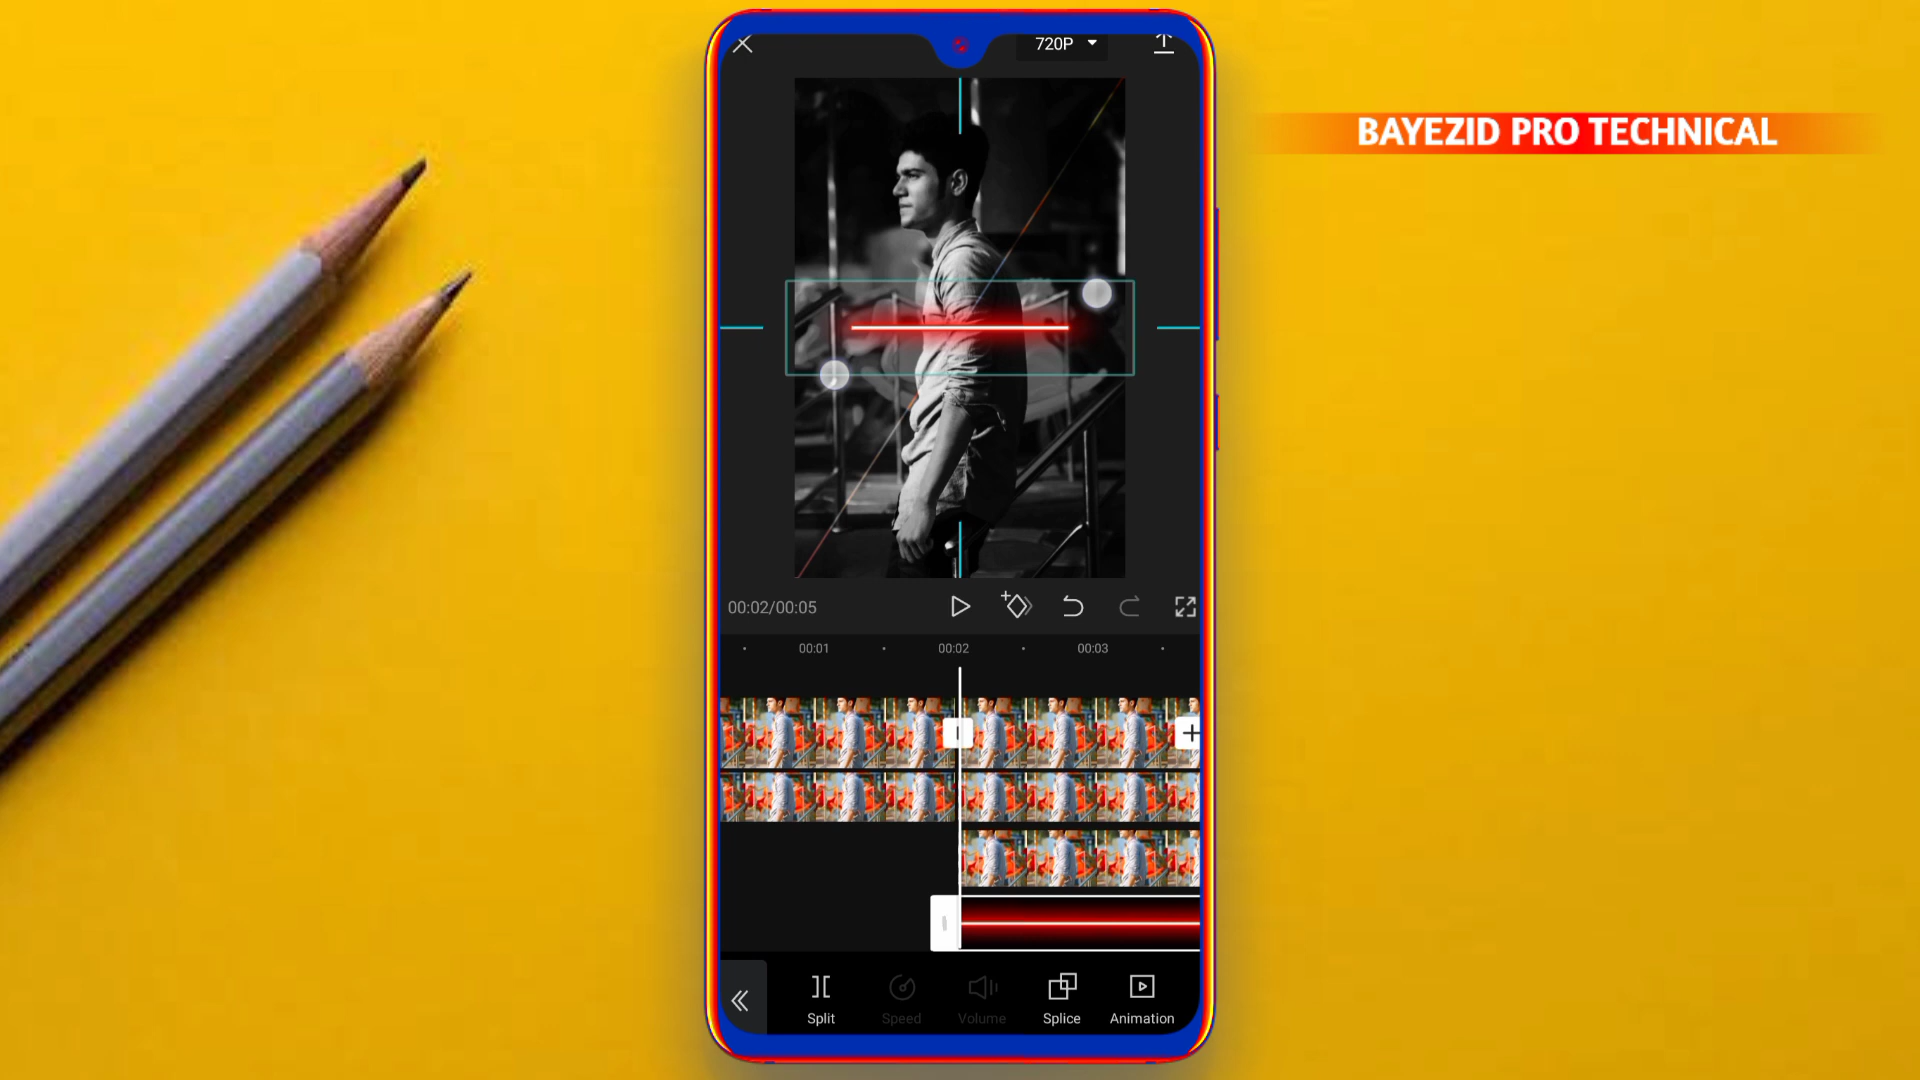 720P
BAYEZID PRO TECHNICAL
00:02/00:05
00:01 00:02 00:03
Split Speed Volume Splice Animation